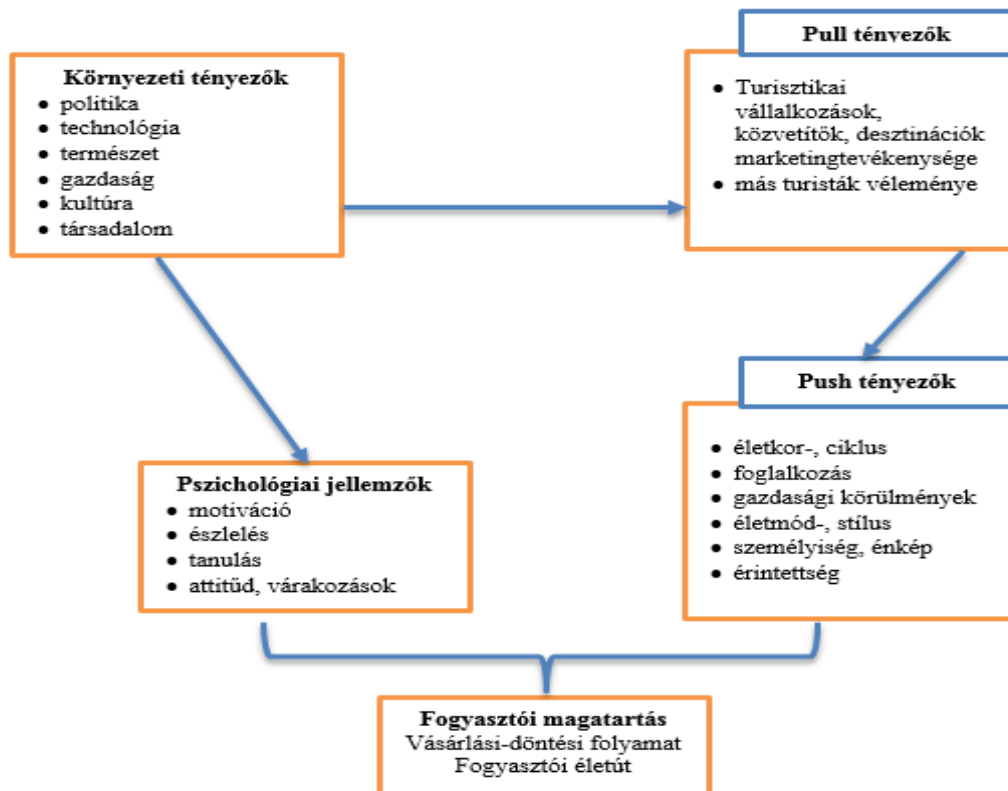 Környezeti tényezők
• politika
• technológia
• természet
• gazdaság
• kultúra
• társadalom
Pull tényezők
• Turisztikai
vállalkozások,
közvetítők, desztinációk
marketingtevékenysége
• más turisták véleménye
Pszichológiai jellemzők
• motiváció
• észlelés
• tanulás
• attitűd, várakozások
Push tényezők
• életkor-, ciklus
• foglalkozás
• gazdasági körülmények
• életmód-, stílus
• személyiség, énkép
• érintettség
Fogyasztói magatartás
Vásárlási-döntési folyamat
Fogyasztói életút